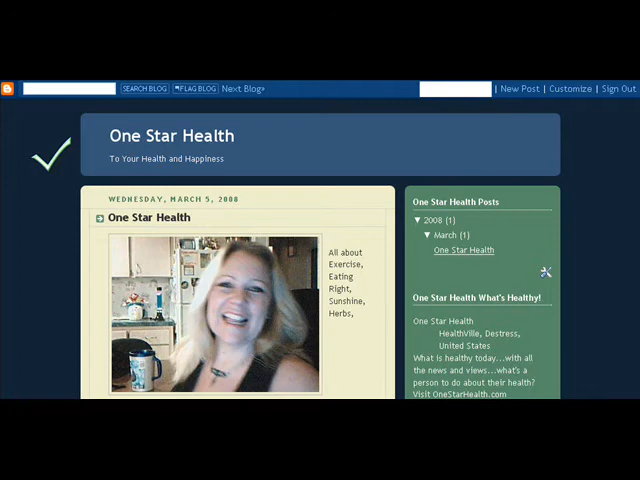 SEARCH BLOG FLAG BLOG Next Blog» | New Post | Customize | Sign Out
One Star Health
To Your Health and Happiness
WEDNESDAY, MARCH 5, 2008
One Star Health
All about
Exercise,
Eating
Right,
Sunshine,
Herbs,
One Star Health Posts
▼ 2008 (1)
▼ March (1)
One Star Health
One Star Health What's Healthy!
One Star Health
HealthVille, Destress,
United States
What is healthy today...with all
the news and views...what's a
person to do about their health?
Visit OneStarHealth.com